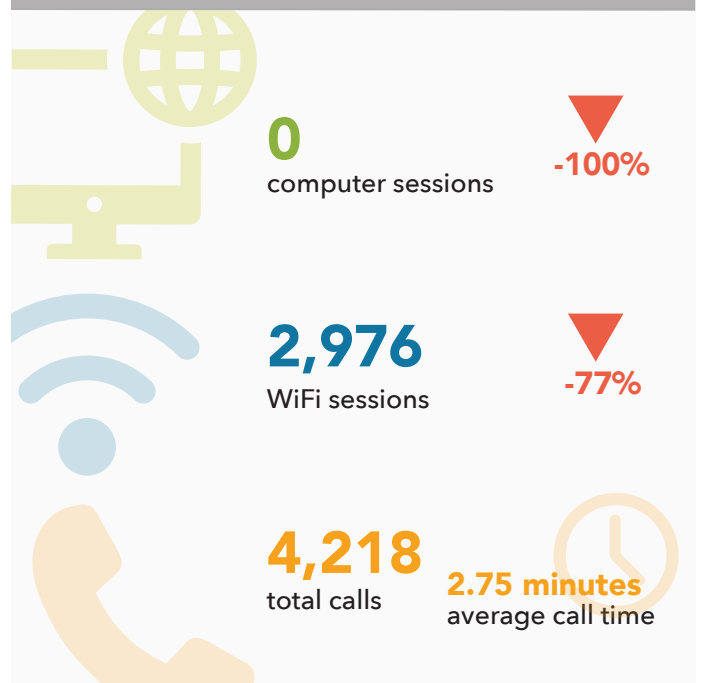 0
computer sessions
-100%
2,976
WiFi sessions
-77%
4,218
total calls
2.75 minutes
average call time